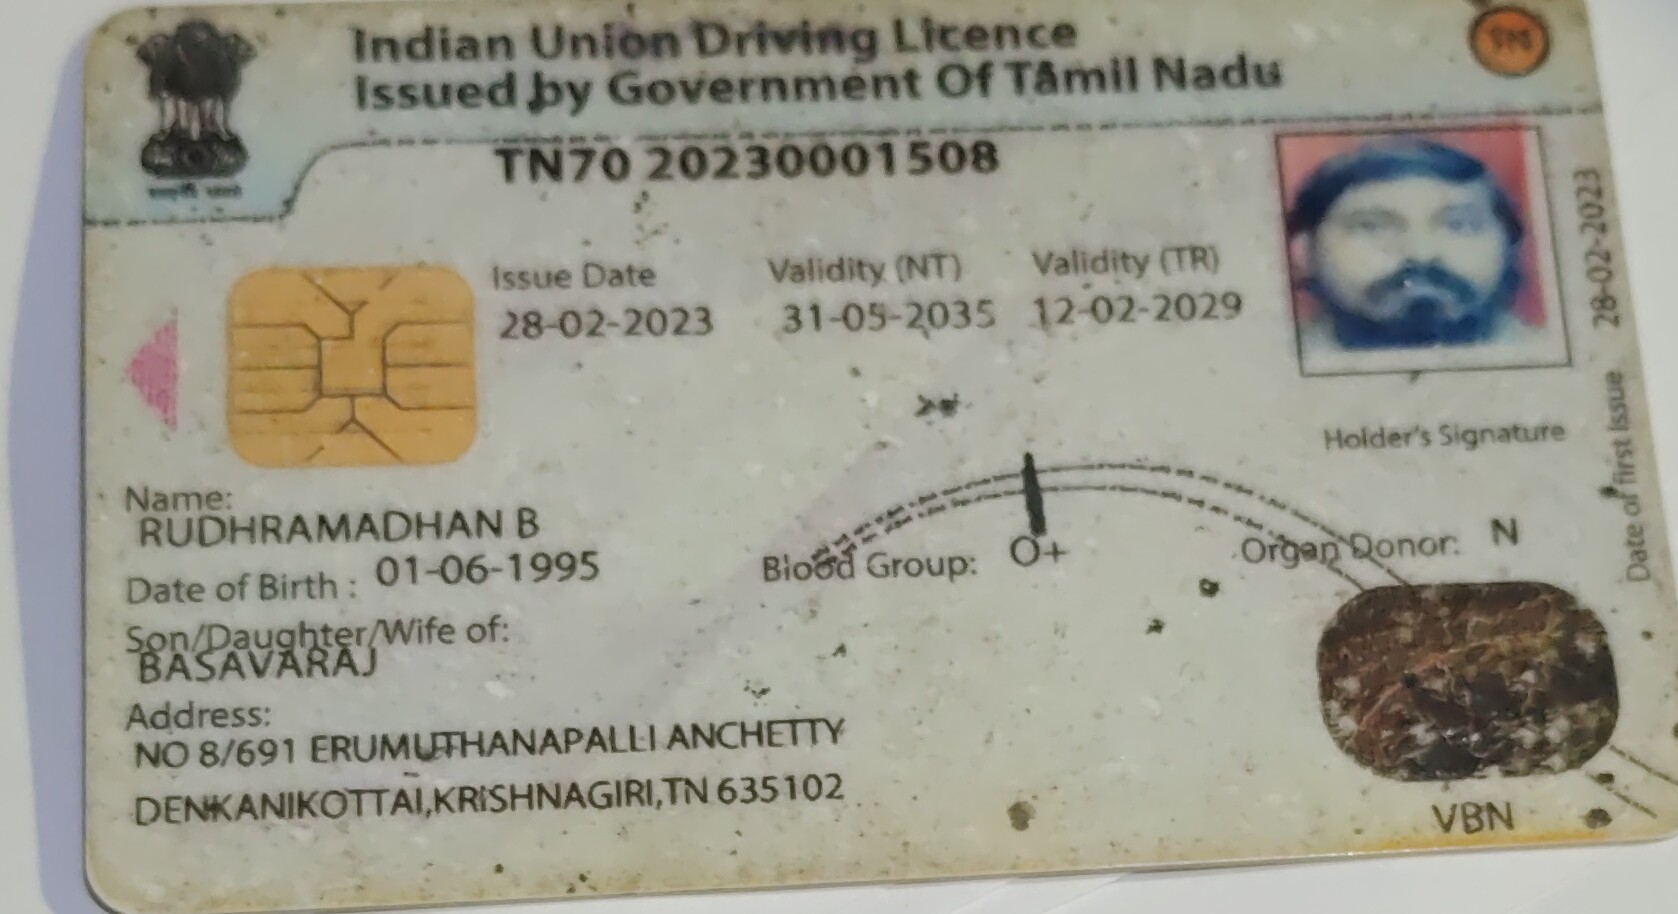 Indian Union Driving Licence
Issued by Government Of Tamil Nadu
TN70 20230001508
Issue Date Validity (NT) Validity (TR)
28-02-2023 31-05-2035 12-02-2029
Date of first Issue 28-02-2023
Holder's Signature
Name:
RUDHRAMADHAN B
Date of Birth : 01-06-1995
Blood Group: O+ Organ Donor: N
Son/Daughter/Wife of:
BASAVARAJ
Address:
NO 8/691 ERUMUTHANAPALLI ANCHETTY
DENKANIKOTTAI,KRISHNAGIRI,TN 635102
VBN